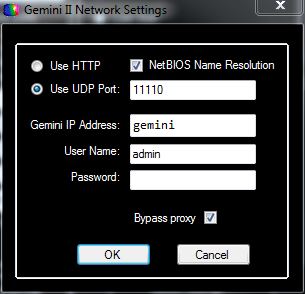 Gemini II Network Settings
X
Use HTTP
NetBIOS Name Resolution
Use UDP Port:
11110
Gemini IP Address:
gemini
User Name:
admin
Password:
Bypass proxy
OK
Cancel